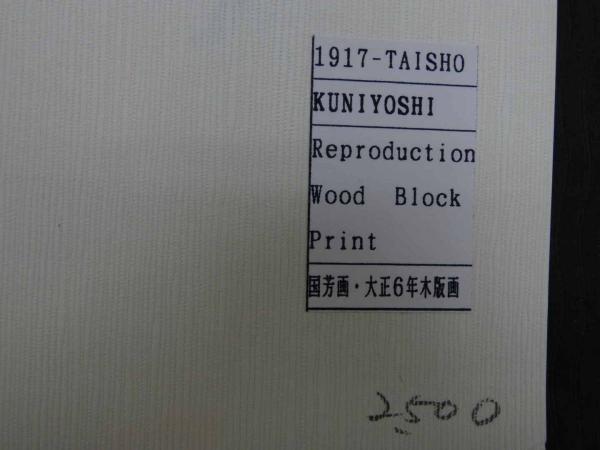 1917-TAISHO
KUNIYOSHI
Reproduction
Wood Block
Print
国芳画・大正6年木版画
2500